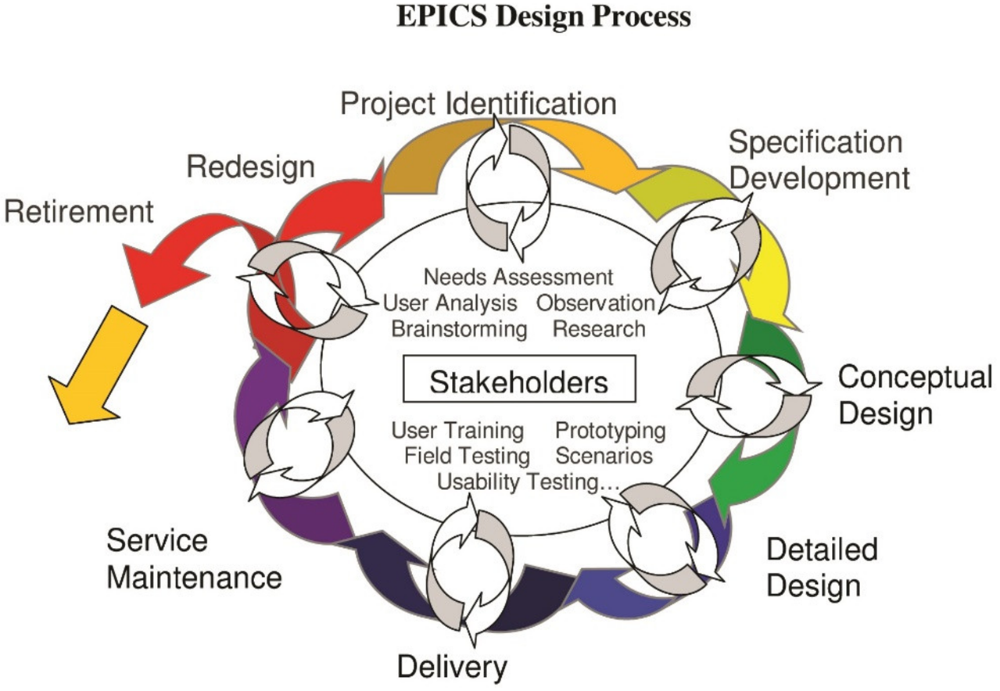 EPICS Design Process
Project Identification
Specification
Development
Redesign
Retirement
Needs Assessment
User Analysis Observation
Brainstorming Research
Stakeholders
Conceptual
Design
User Training Prototyping
Field Testing Scenarios
Usability Testing...
Service
Maintenance
Detailed
Design
Delivery